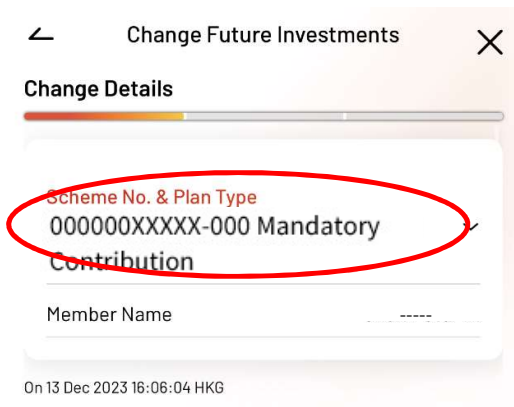 Change Future Investments
Change Details
Scheme No. & Plan Type
000000XXXXX-000 Mandatory
Contribution
Member Name -----
On 13 Dec 2023 16:06:04 HKG